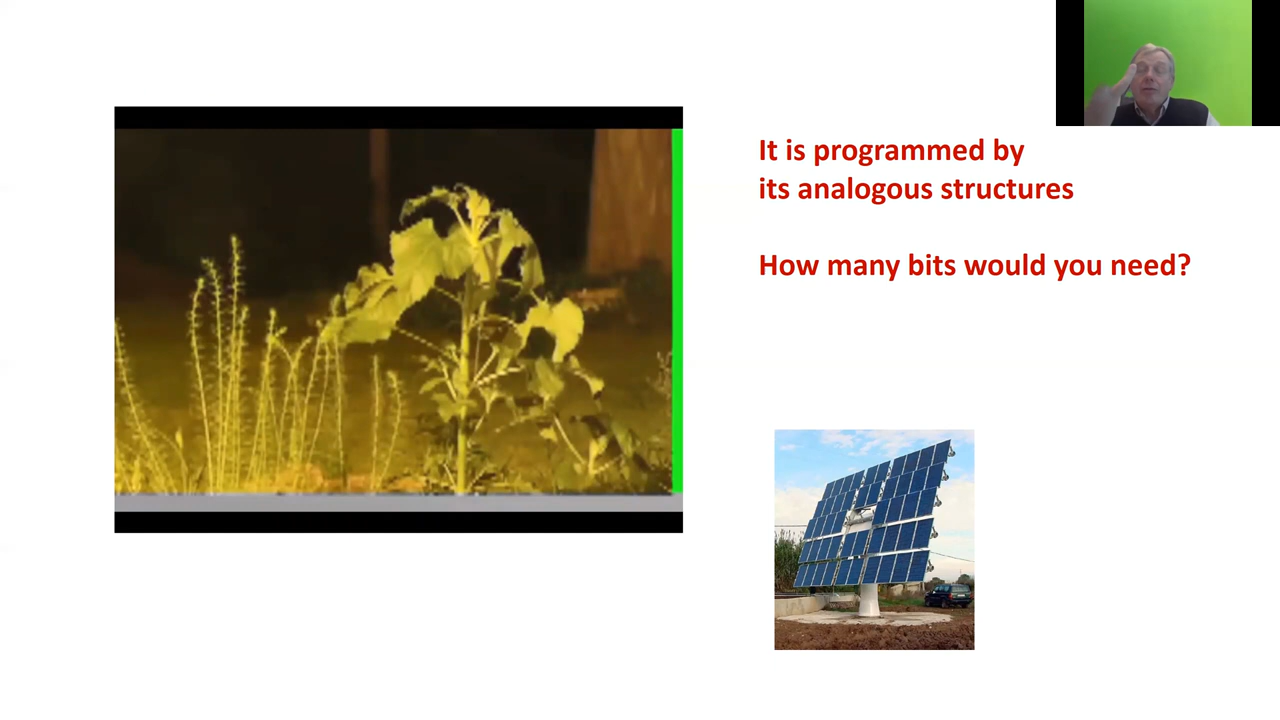 It is programmed by
its analogous structures
How many bits would you need?